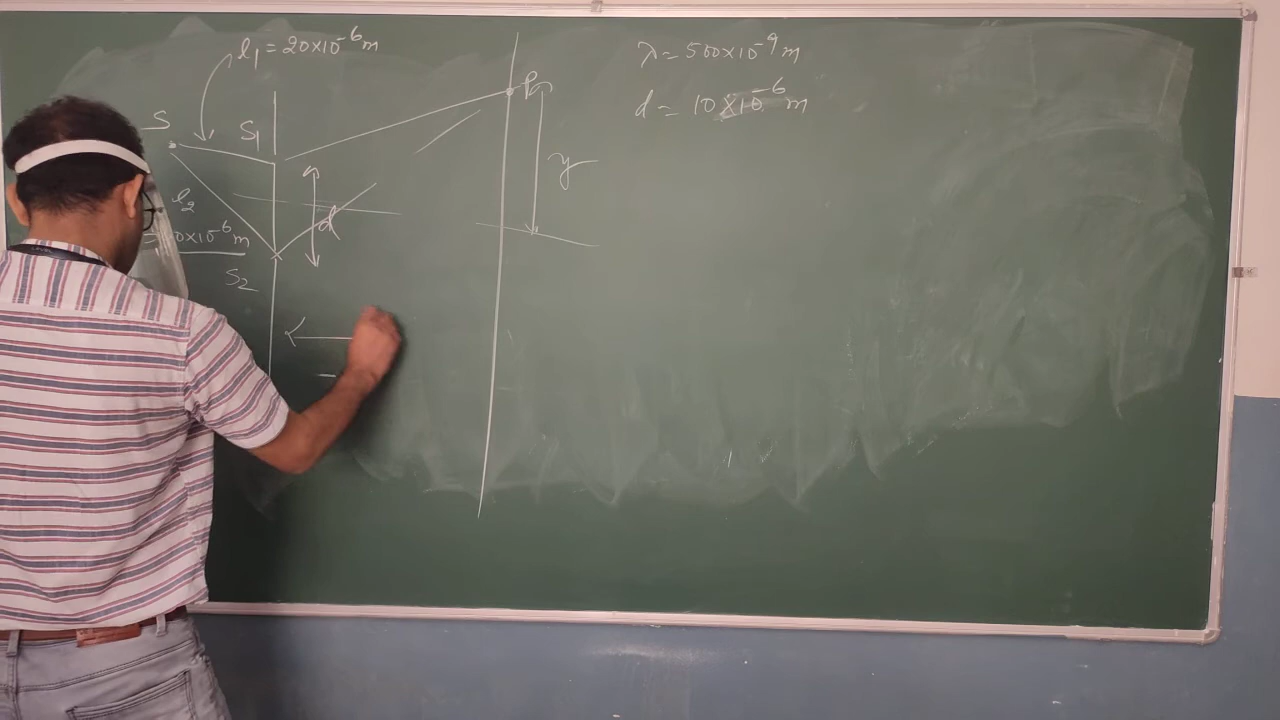 l₁ = 20×10⁻⁶ m
λ = 500×10⁻⁹ m
d = 10×10⁻⁶ m
S
S₁
y
d
l₂
0×10⁻⁶ m
S₂